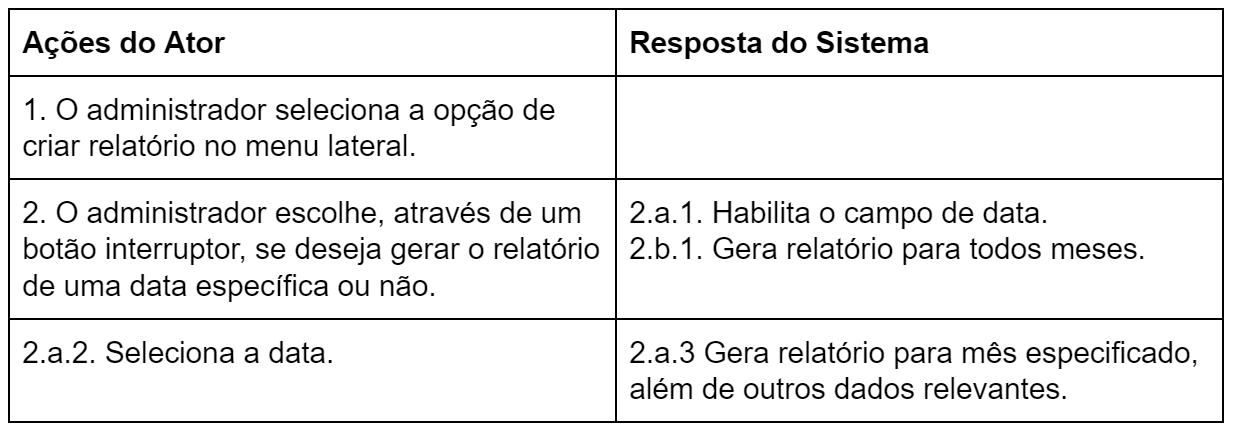 Ações do Ator
Resposta do Sistema
1. O administrador seleciona a opção de
criar relatório no menu lateral.
2. O administrador escolhe, através de um
botão interruptor, se deseja gerar o relatório
de uma data específica ou não.
2.a.1. Habilita o campo de data.
2.b.1. Gera relatório para todos meses.
2.a.2. Seleciona a data.
2.a.3 Gera relatório para mês especificado,
além de outros dados relevantes.